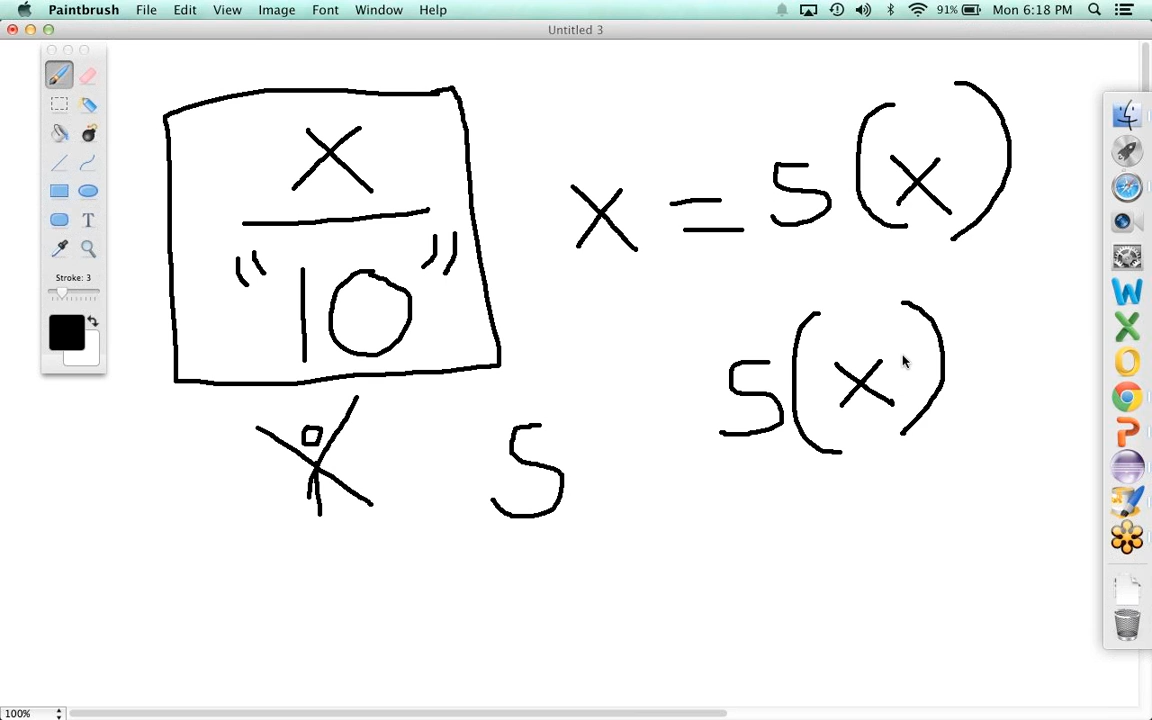 Paintbrush File Edit View Image Font Window Help 91% Mon 6:18 PM
Untitled 3
x
"10"
x = 5(x)
5(x)
X 5
T
Stroke: 3
W
X
O
P
100%